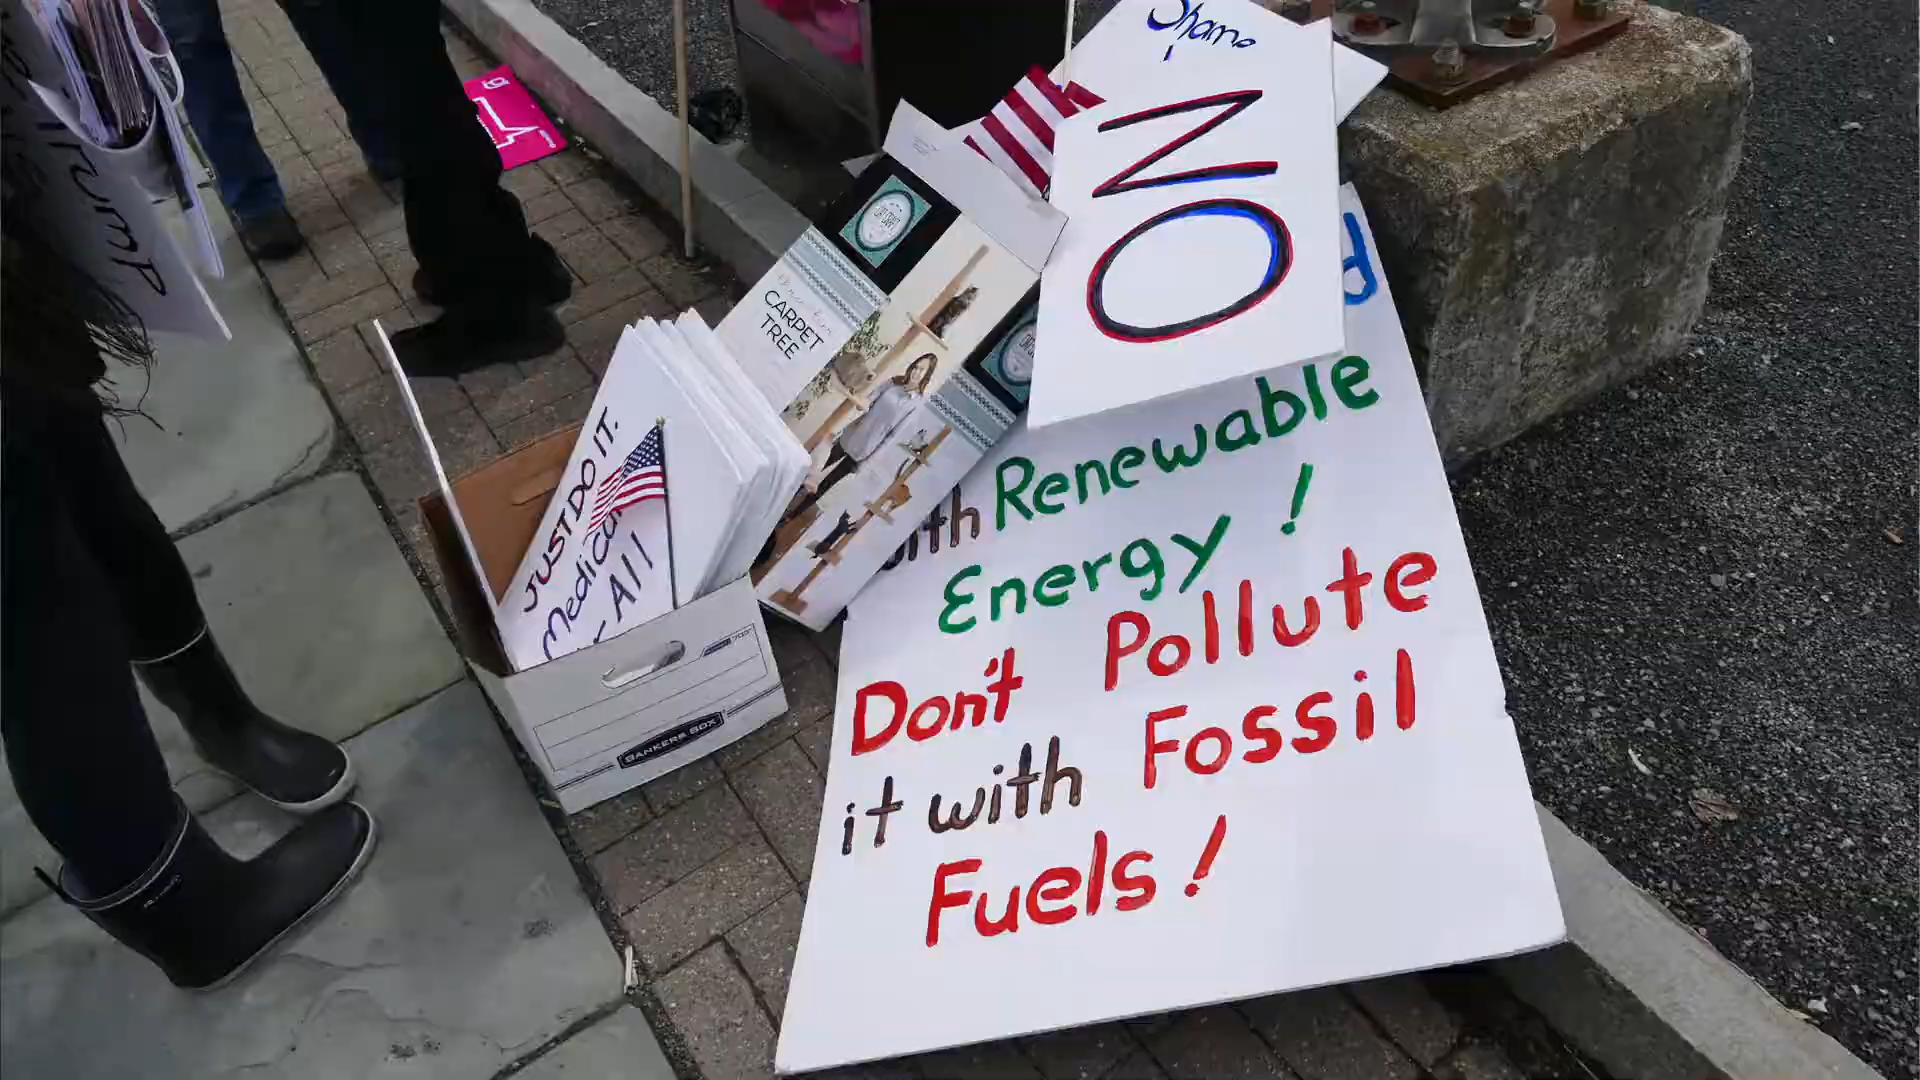 Trump
Shame
NO
CARPET
TREE
JUST DO IT.
All
BANKERS BOX
with Renewable
Energy!
Don't Pollute
it with Fossil
Fuels!